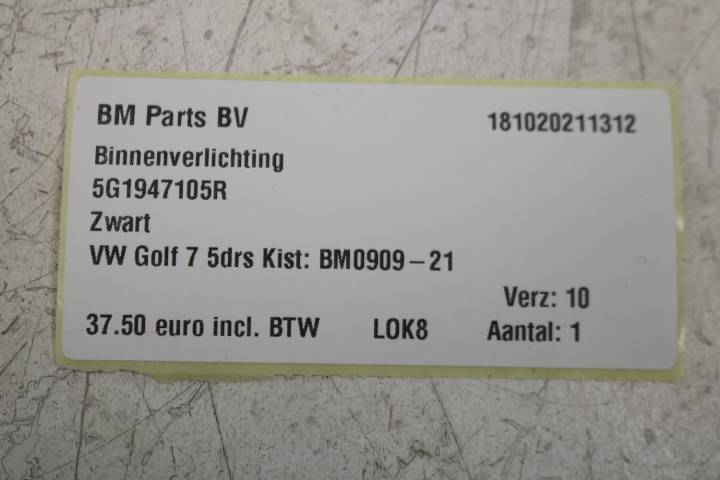 BM Parts BV 181020211312
Binnenverlichting
5G1947105R
Zwart
VW Golf 7 5drs Kist: BM0909-21
Verz: 10
37.50 euro incl. BTW LOK8 Aantal: 1